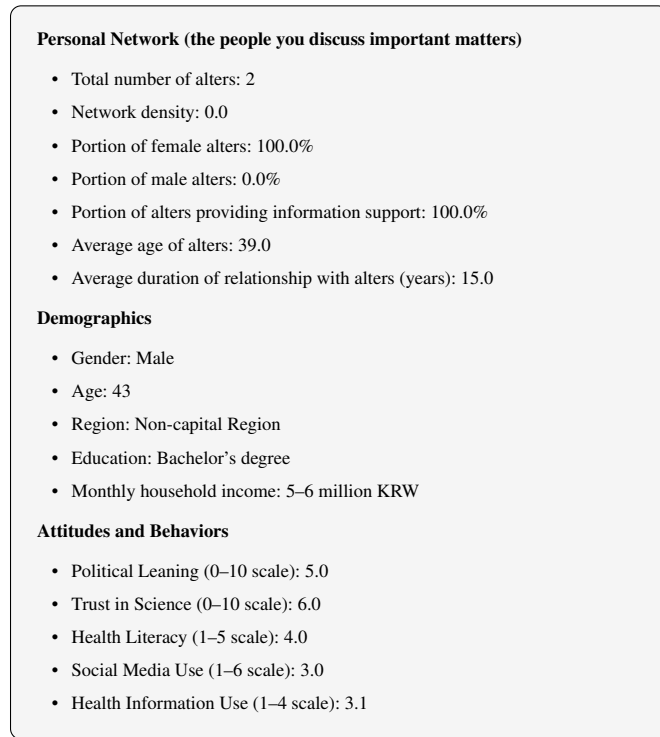 Personal Network (the people you discuss important matters)
• Total number of alters: 2
• Network density: 0.0
• Portion of female alters: 100.0%
• Portion of male alters: 0.0%
• Portion of alters providing information support: 100.0%
• Average age of alters: 39.0
• Average duration of relationship with alters (years): 15.0
Demographics
• Gender: Male
• Age: 43
• Region: Non-capital Region
• Education: Bachelor’s degree
• Monthly household income: 5–6 million KRW
Attitudes and Behaviors
• Political Leaning (0–10 scale): 5.0
• Trust in Science (0–10 scale): 6.0
• Health Literacy (1–5 scale): 4.0
• Social Media Use (1–6 scale): 3.0
• Health Information Use (1–4 scale): 3.1